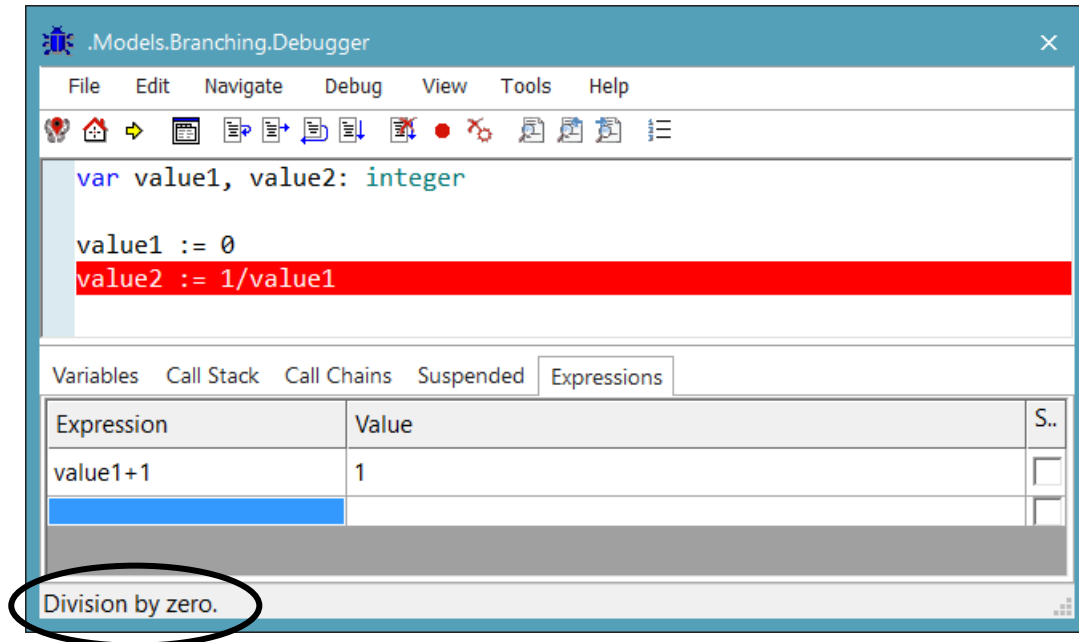 .Models.Branching.Debugger
File Edit Navigate Debug View Tools Help
var value1, value2: integer
value1 := 0
value2 := 1/value1
Variables Call Stack Call Chains Suspended Expressions
Expression Value S..
value1+1 1
Division by zero.